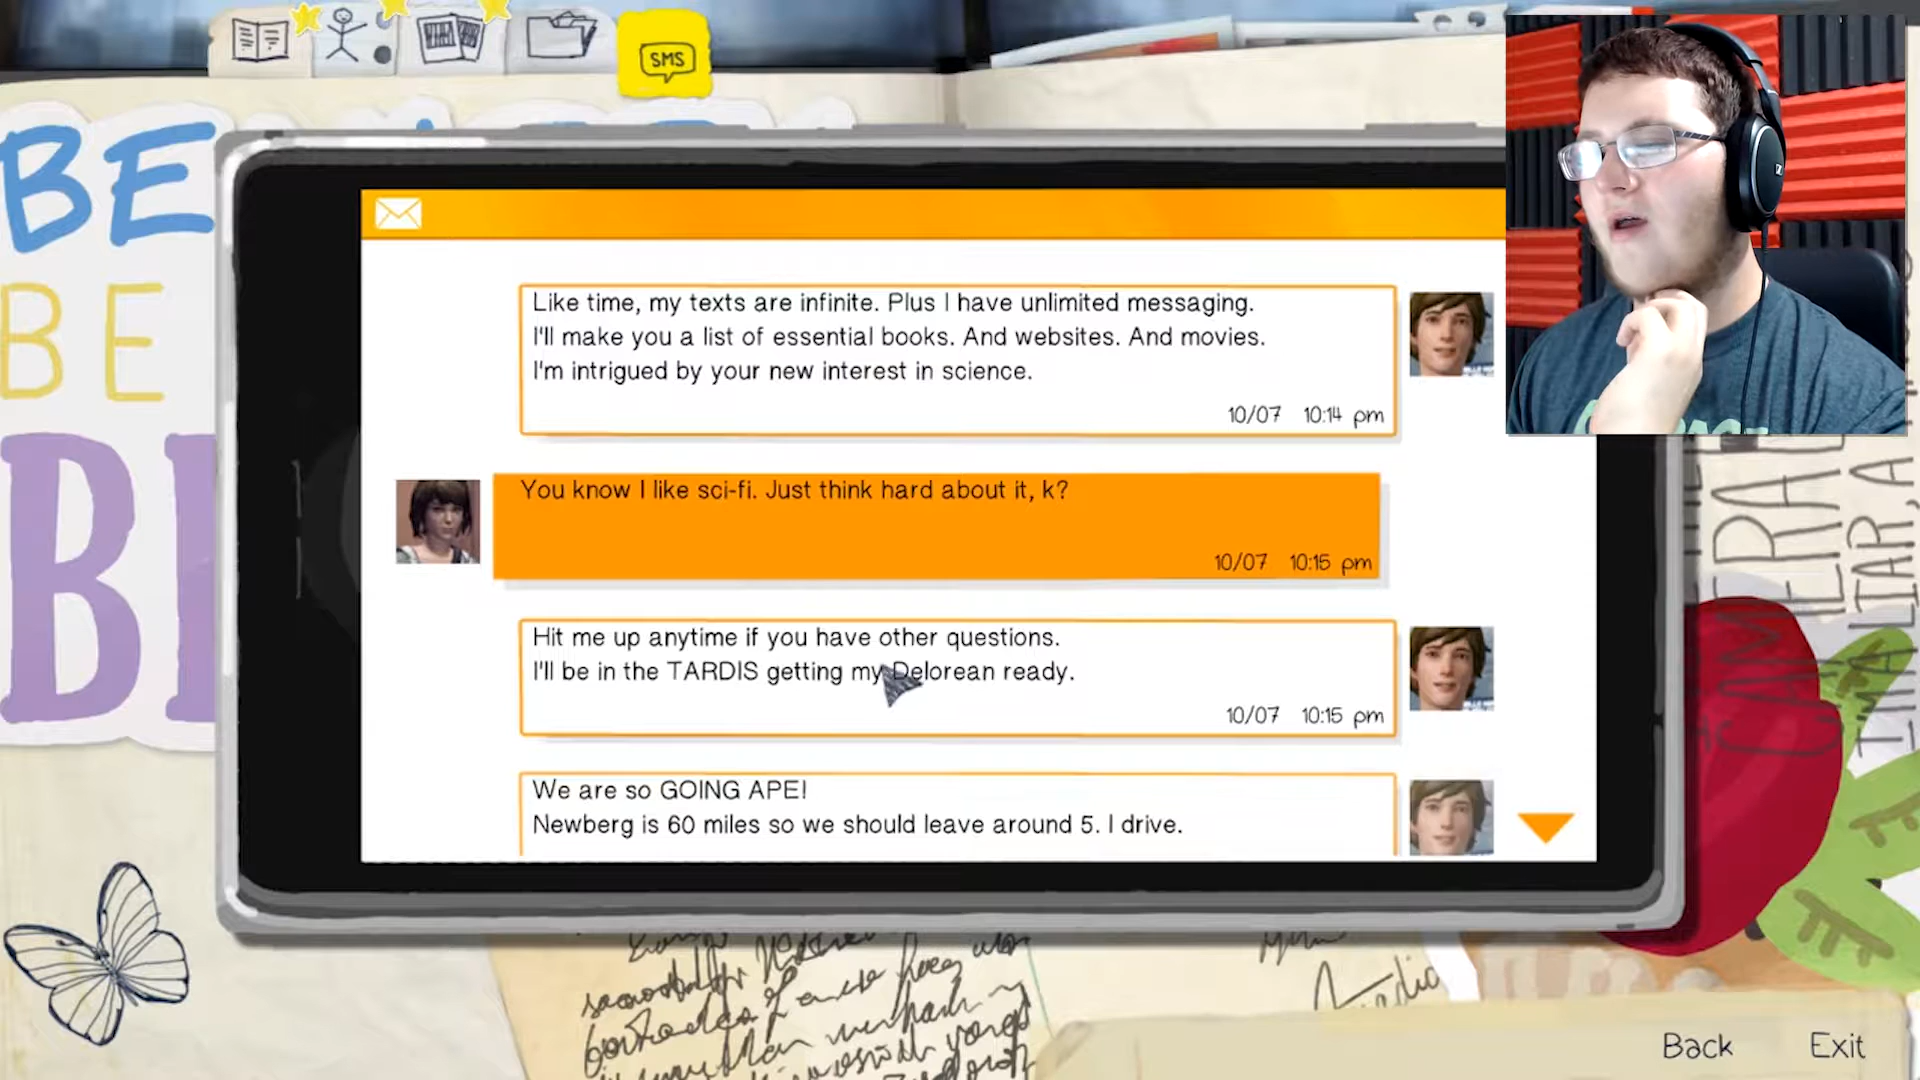 SMS
BE
BE
Like time, my texts are infinite. Plus I have unlimited messaging.
I'll make you a list of essential books. And websites. And movies.
I'm intrigued by your new interest in science.
10/07 10:14 pm
You know I like sci-fi. Just think hard about it, k?
10/07 10:15 pm
Hit me up anytime if you have other questions.
I'll be in the TARDIS getting my Delorean ready.
10/07 10:15 pm
We are so GOING APE!
Newberg is 60 miles so we should leave around 5. I drive.
Back
Exit